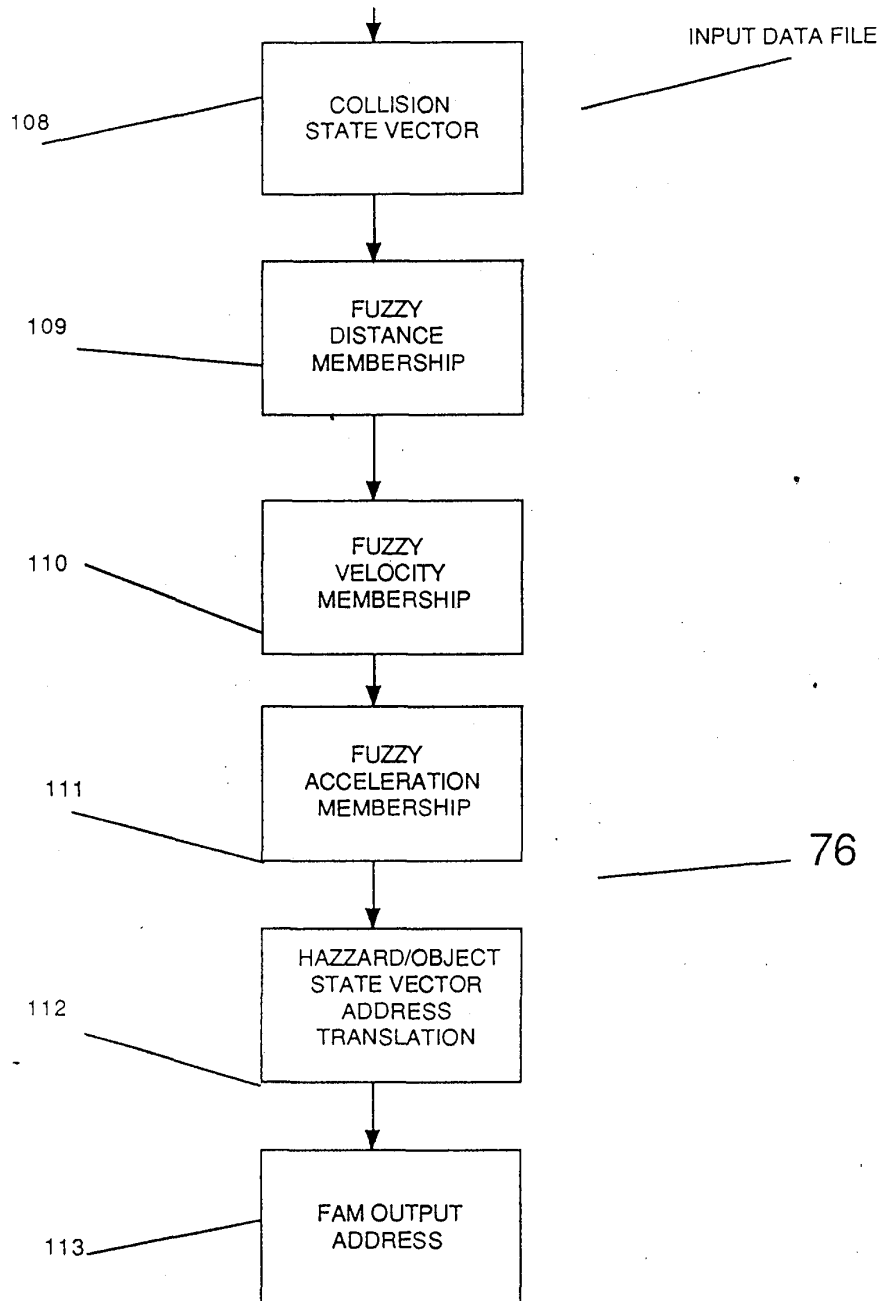 INPUT DATA FILE
108
COLLISION
STATE VECTOR
109
FUZZY
DISTANCE
MEMBERSHIP
110
FUZZY
VELOCITY
MEMBERSHIP
111
FUZZY
ACCELERATION
MEMBERSHIP
76
112
HAZZARD/OBJECT
STATE VECTOR
ADDRESS
TRANSLATION
113
FAM OUTPUT
ADDRESS